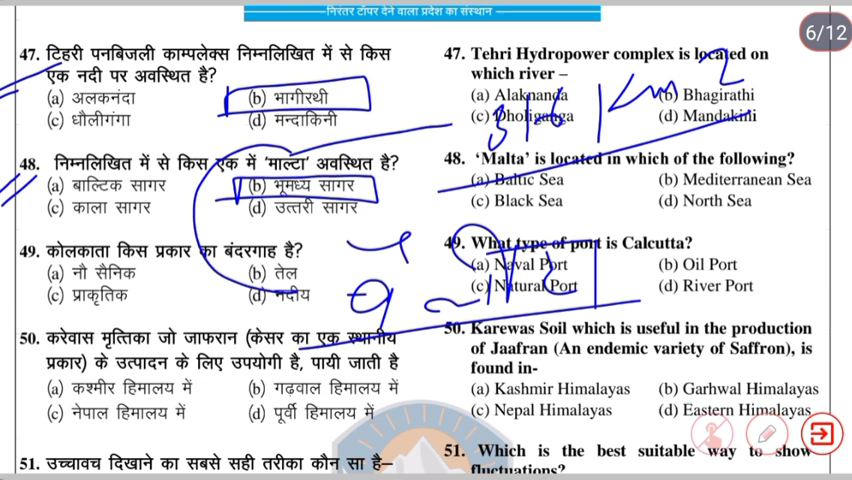 निरंतर टॉपर देने वाला प्रदेश का संस्थान
6/12
47. टिहरी पनबिजली काम्पलेक्स निम्नलिखित में से किस
एक नदी पर अवस्थित है?
(a) अलकनंदा (b) भागीरथी
(c) धौलीगंगा (d) मन्दाकिनी
48. निम्नलिखित में से किस एक में ‘माल्टा’ अवस्थित है?
(a) बाल्टिक सागर (b) भूमध्य सागर
(c) काला सागर (d) उत्तरी सागर
49. कोलकाता किस प्रकार का बंदरगाह है?
(a) नौ सैनिक (b) तेल
(c) प्राकृतिक (d) नदीय
50. करेवास मृत्तिका जो जाफरान (केसर का एक स्थानीय
प्रकार) के उत्पादन के लिए उपयोगी है, पायी जाती है
(a) कश्मीर हिमालय में (b) गढ़वाल हिमालय में
(c) नेपाल हिमालय में (d) पूर्वी हिमालय में
51. उच्चावच दिखाने का सबसे सही तरीका कौन सा है–
47. Tehri Hydropower complex is located on
which river –
(a) Alaknanda (b) Bhagirathi
(c) Dholiganga (d) Mandakini
316 Km2
48. ‘Malta’ is located in which of the following?
(a) Baltic Sea (b) Mediterranean Sea
(c) Black Sea (d) North Sea
49. What type of port is Calcutta?
(a) Naval Port (b) Oil Port
(c) Natural Port (d) River Port
50. Karewas Soil which is useful in the production
of Jaafran (An endemic variety of Saffron), is
found in-
(a) Kashmir Himalayas (b) Garhwal Himalayas
(c) Nepal Himalayas (d) Eastern Himalayas
51. Which is the best suitable way to show
fluctuations?